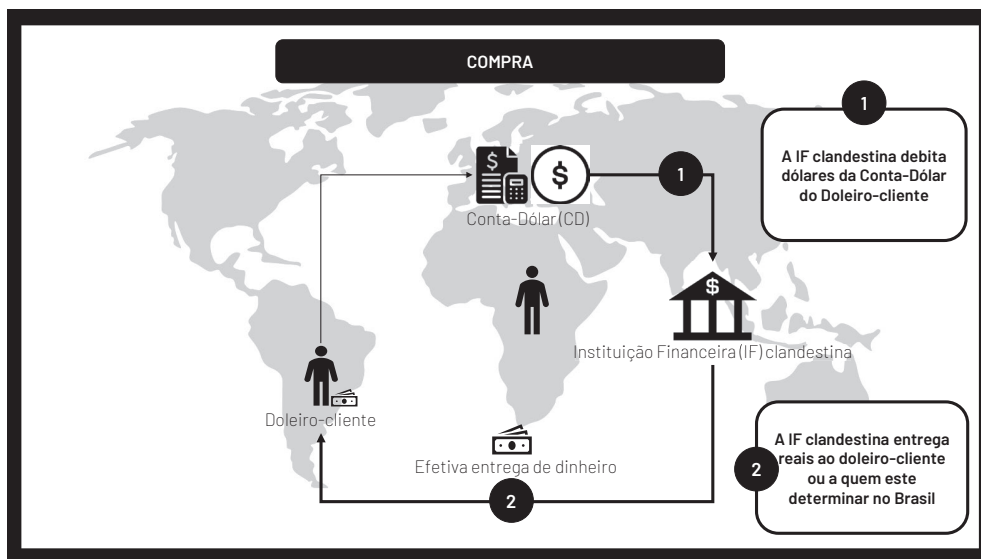 COMPRA
1
A IF clandestina debita
dólares da Conta-Dólar
do Doleiro-cliente
$
$
1
Conta-Dólar (CD)
$
Instituição Financeira (IF) clandestina
Doleiro-cliente
Efetiva entrega de dinheiro
2
2
A IF clandestina entrega
reais ao doleiro-cliente
ou a quem este
determinar no Brasil